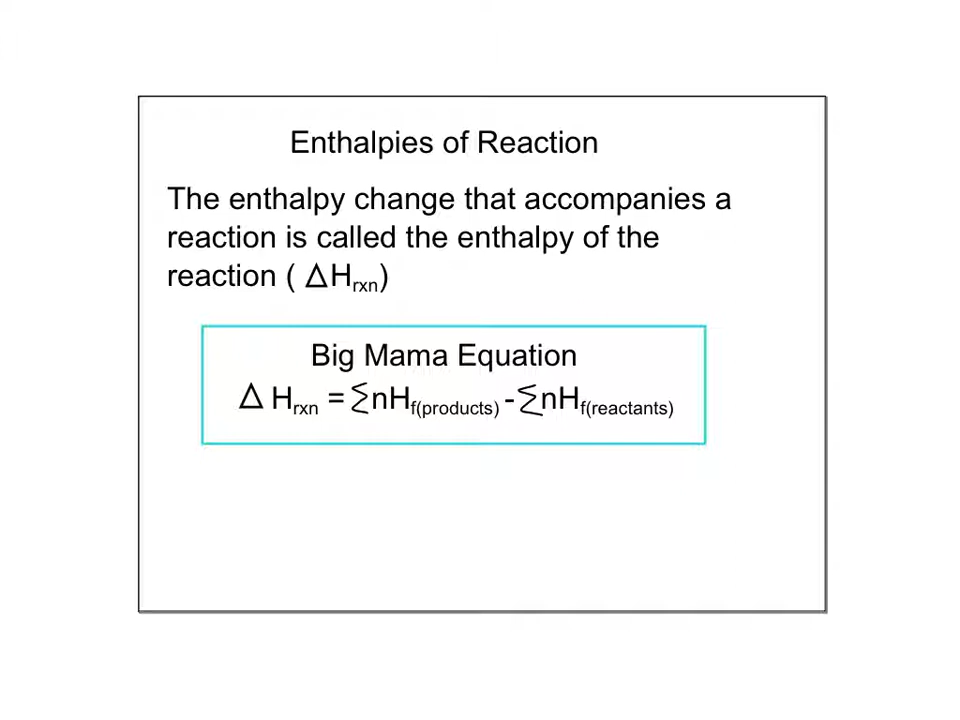 Enthalpies of Reaction
The enthalpy change that accompanies a
reaction is called the enthalpy of the
reaction ( ΔHrxn)
Big Mama Equation
Δ Hrxn = ∑nHf(products) - ∑nHf(reactants)